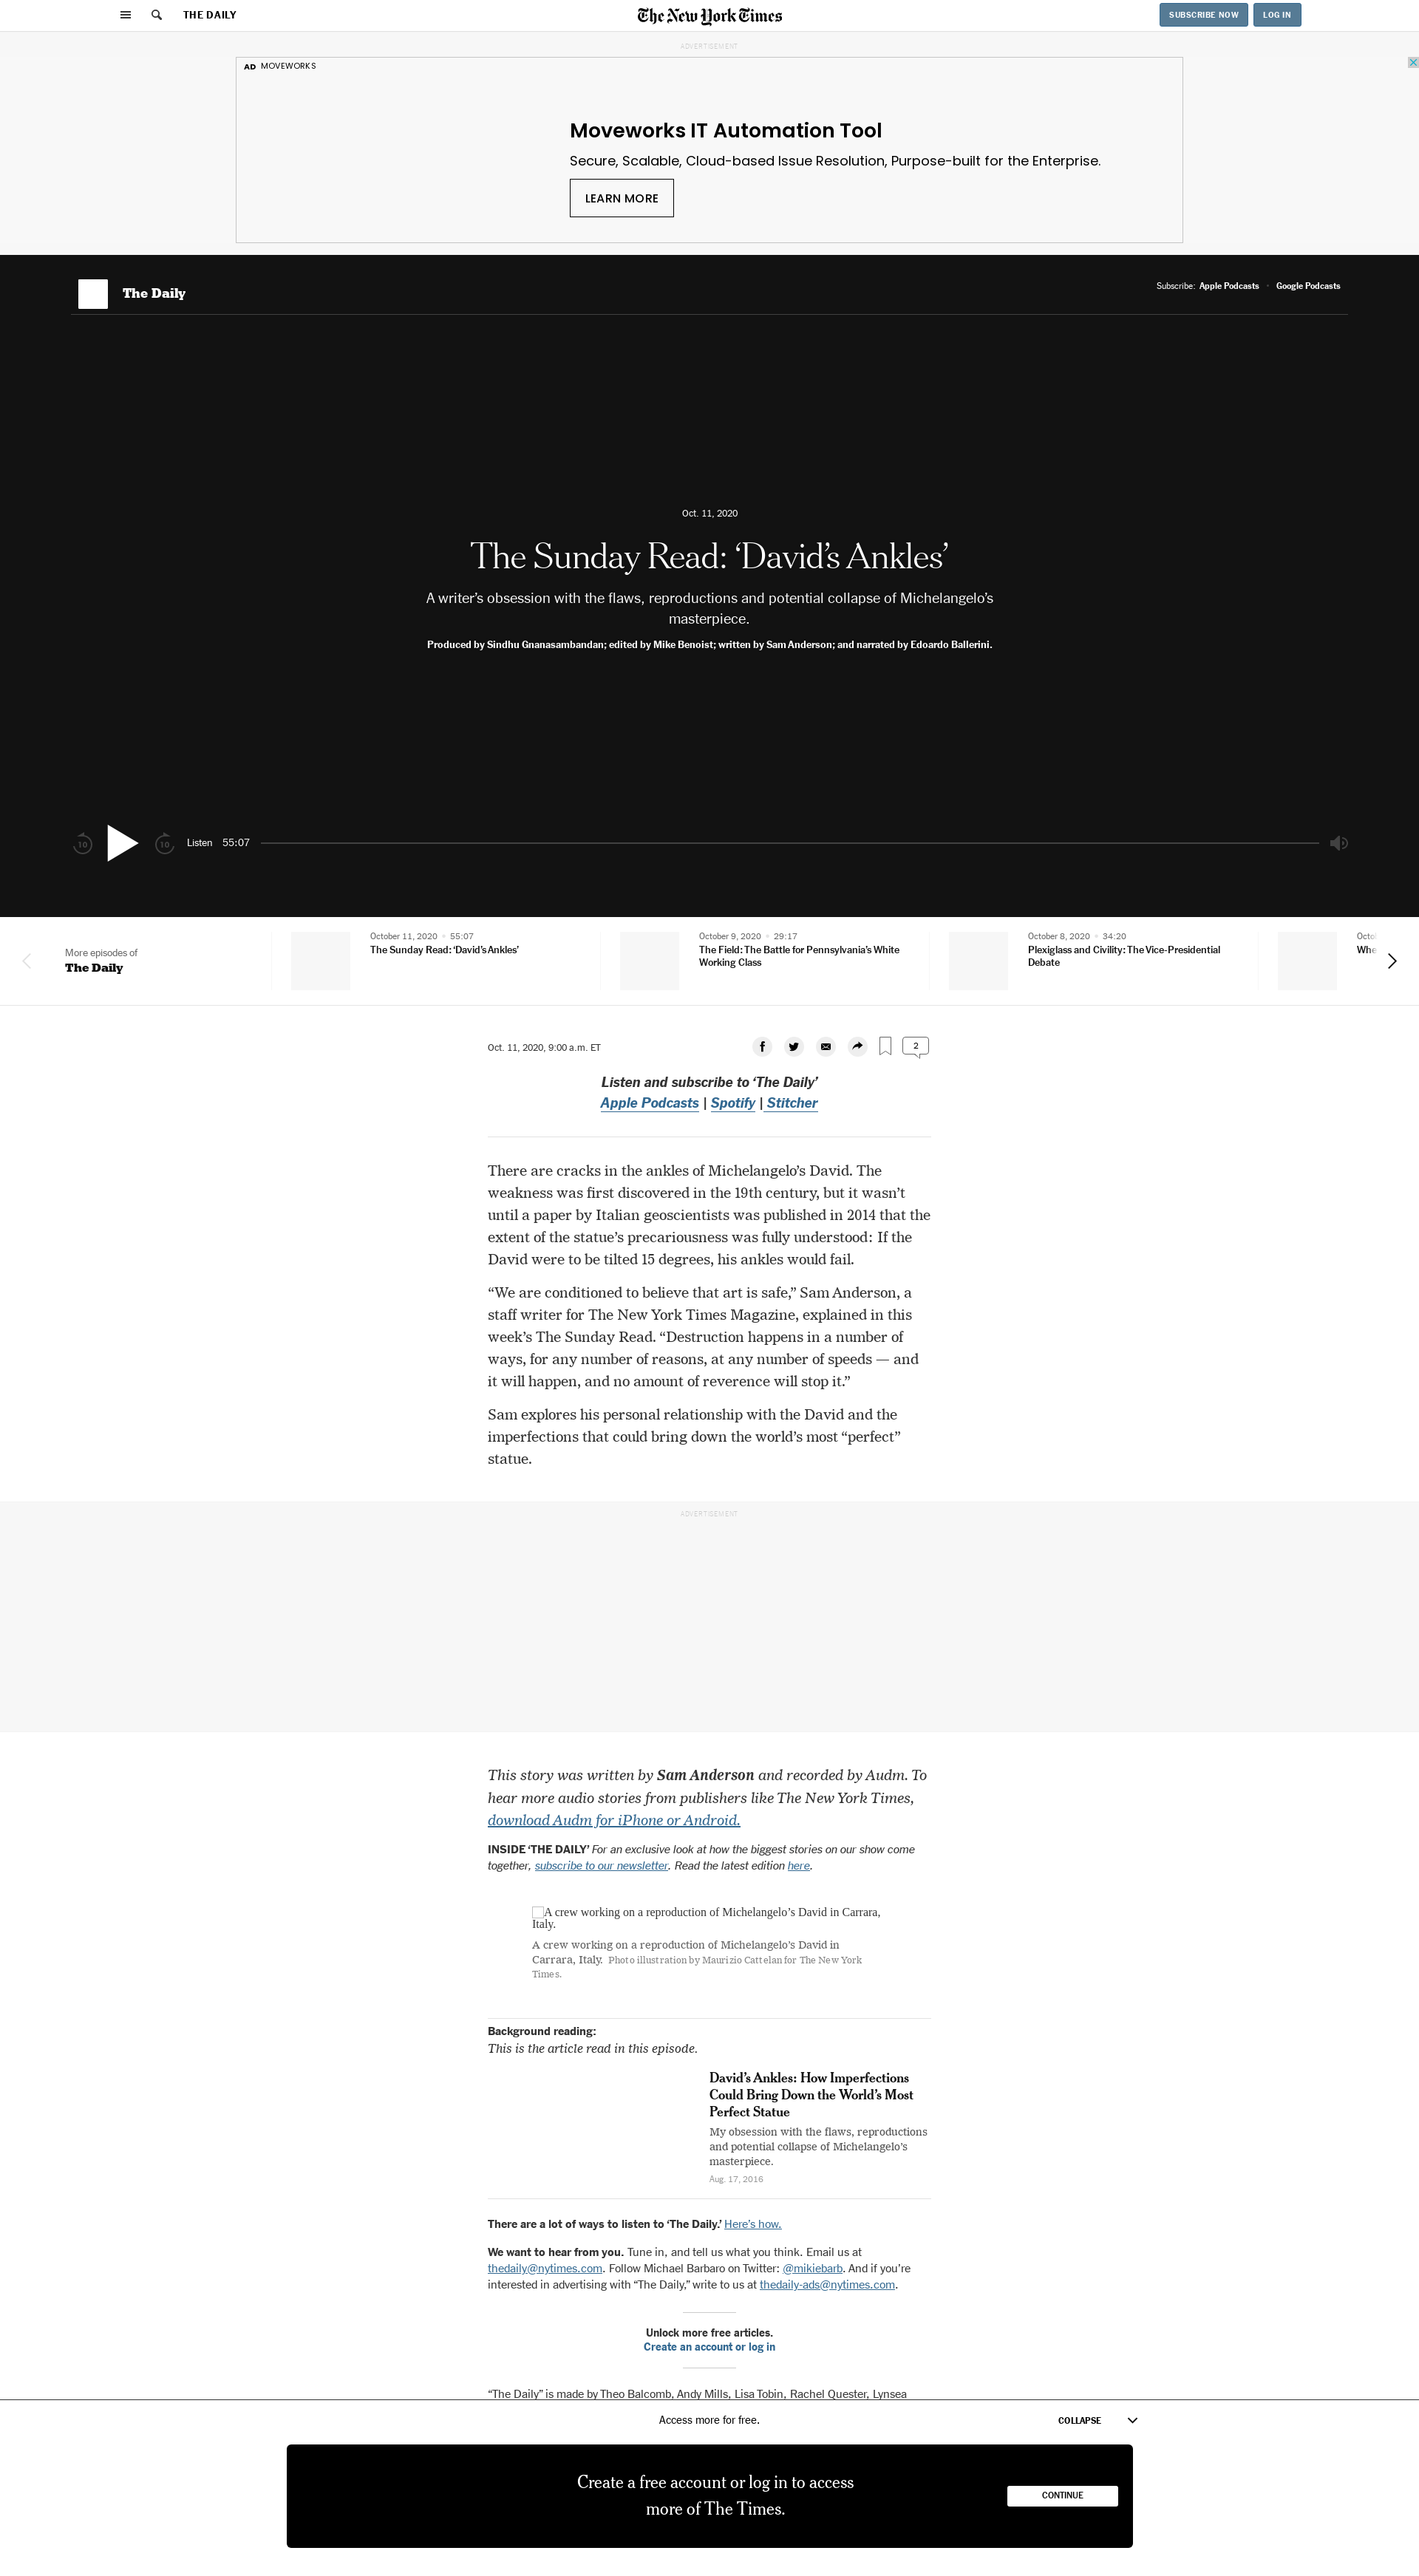 THE DAILY
The New York Times
SUBSCRIBE NOW
LOG IN
ADVERTISEMENT
AD MOVEWORKS
Moveworks IT Automation Tool
Secure, Scalable, Cloud-based Issue Resolution, Purpose-built for the Enterprise.
LEARN MORE
The Daily
Subscribe: Apple Podcasts • Google Podcasts
Oct. 11, 2020
The Sunday Read: ‘David’s Ankles’
A writer’s obsession with the flaws, reproductions and potential collapse of Michelangelo’s
masterpiece.
Produced by Sindhu Gnanasambandan; edited by Mike Benoist; written by Sam Anderson; and narrated by Edoardo Ballerini.
10
10
Listen 55:07
More episodes of
The Daily
October 11, 2020 • 55:07
The Sunday Read: ‘David’s Ankles’
October 9, 2020 • 29:17
The Field: The Battle for Pennsylvania’s White
Working Class
October 8, 2020 • 34:20
Plexiglass and Civility: The Vice-Presidential
Debate
Octo
Whe
Oct. 11, 2020, 9:00 a.m. ET
2
Listen and subscribe to ‘The Daily’
Apple Podcasts | Spotify | Stitcher
There are cracks in the ankles of Michelangelo’s David. The
weakness was first discovered in the 19th century, but it wasn’t
until a paper by Italian geoscientists was published in 2014 that the
extent of the statue’s precariousness was fully understood: If the
David were to be tilted 15 degrees, his ankles would fail.
“We are conditioned to believe that art is safe,” Sam Anderson, a
staff writer for The New York Times Magazine, explained in this
week’s The Sunday Read. “Destruction happens in a number of
ways, for any number of reasons, at any number of speeds — and
it will happen, and no amount of reverence will stop it.”
Sam explores his personal relationship with the David and the
imperfections that could bring down the world’s most “perfect”
statue.
ADVERTISEMENT
This story was written by Sam Anderson and recorded by Audm. To
hear more audio stories from publishers like The New York Times,
download Audm for iPhone or Android.
INSIDE ‘THE DAILY’ For an exclusive look at how the biggest stories on our show come
together, subscribe to our newsletter. Read the latest edition here.
A crew working on a reproduction of Michelangelo’s David in Carrara,
Italy.
A crew working on a reproduction of Michelangelo’s David in
Carrara, Italy. Photo illustration by Maurizio Cattelan for The New York
Times.
Background reading:
This is the article read in this episode.
David’s Ankles: How Imperfections
Could Bring Down the World’s Most
Perfect Statue
My obsession with the flaws, reproductions
and potential collapse of Michelangelo’s
masterpiece.
Aug. 17, 2016
There are a lot of ways to listen to ‘The Daily.’ Here’s how.
We want to hear from you. Tune in, and tell us what you think. Email us at
thedaily@nytimes.com. Follow Michael Barbaro on Twitter: @mikiebarb. And if you’re
interested in advertising with “The Daily,” write to us at thedaily-ads@nytimes.com.
Unlock more free articles.
Create an account or log in
“The Daily” is made by Theo Balcomb, Andy Mills, Lisa Tobin, Rachel Quester, Lynsea
Access more for free.
COLLAPSE
Create a free account or log in to access
more of The Times.
CONTINUE